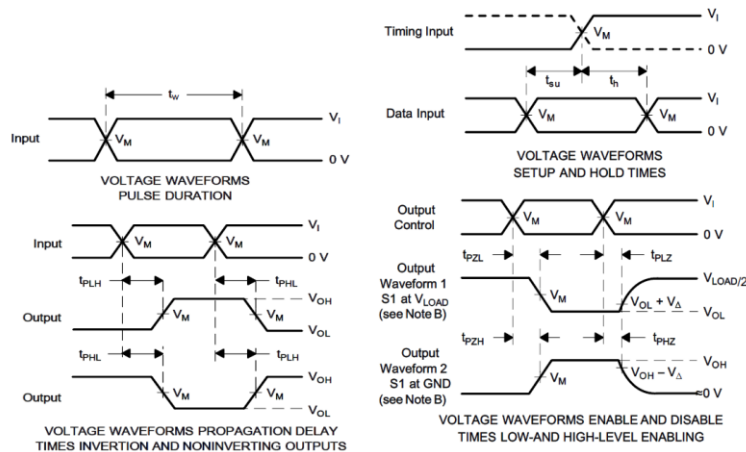 t_w
V_I
Input
V_M
V_M
0 V
VOLTAGE WAVEFORMS
PULSE DURATION
V_I
Timing Input
V_M
0 V
t_su
t_h
V_I
Data Input
V_M
V_M
0 V
VOLTAGE WAVEFORMS
SETUP AND HOLD TIMES
V_I
Input
V_M
V_M
0 V
t_PLH
t_PHL
V_OH
Output
V_M
V_M
V_OL
t_PHL
t_PLH
V_OH
Output
V_M
V_M
V_OL
VOLTAGE WAVEFORMS PROPAGATION DELAY
TIMES INVERTION AND NONINVERTING OUTPUTS
V_I
Output
Control
V_M
V_M
0 V
t_PZL
t_PLZ
Output
Waveform 1
S1 at V_LOAD
(see Note B)
V_LOAD/2
V_M
V_OL + V_Δ
V_OL
t_PZH
t_PHZ
Output
Waveform 2
S1 at GND
(see Note B)
V_OH
V_M
V_OH − V_Δ
≈0 V
VOLTAGE WAVEFORMS ENABLE AND DISABLE
TIMES LOW-AND HIGH-LEVEL ENABLING